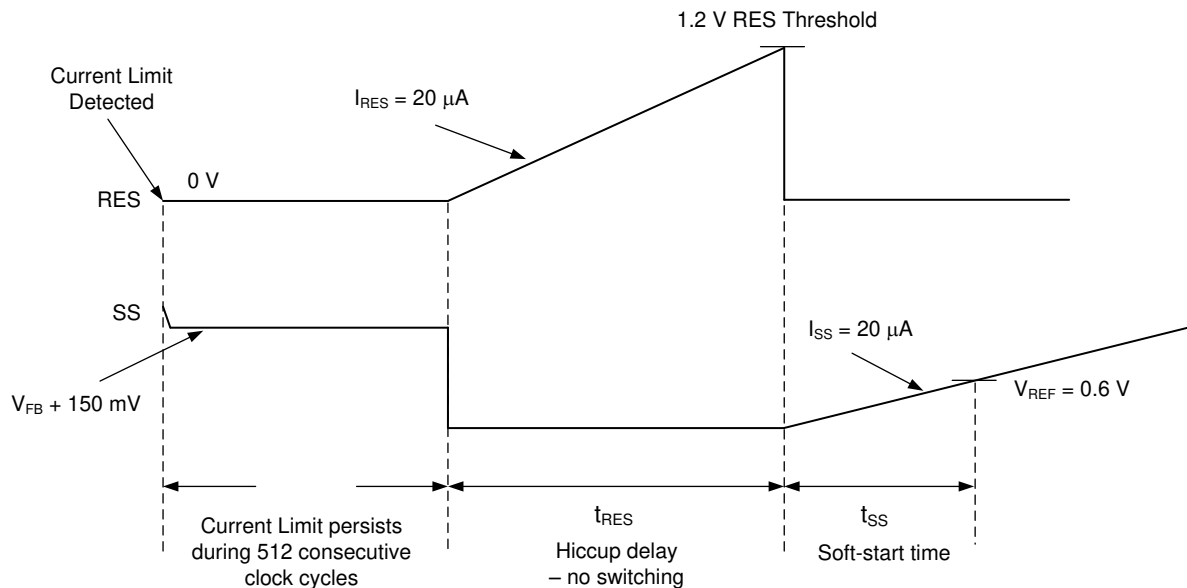 1.2 V RES Threshold
Current Limit
Detected
I_RES = 20 μA
0 V
RES
SS
I_SS = 20 μA
V_FB + 150 mV
V_REF = 0.6 V
t_RES
t_SS
Current Limit persists
during 512 consecutive
clock cycles
Hiccup delay
– no switching
Soft-start time